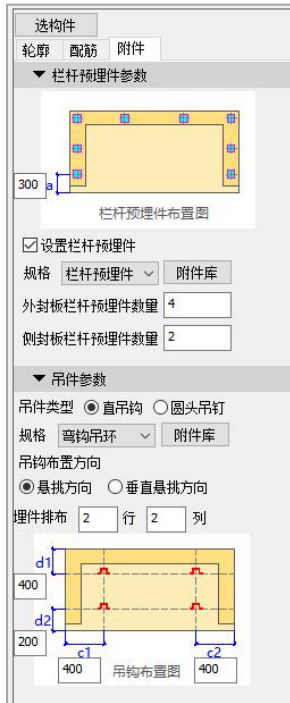 选构件
轮廓 配筋 附件
▼ 栏杆预埋件参数
300 a
栏杆预埋件布置图
设置栏杆预埋件
规格 栏杆预埋件 附件库
外封板栏杆预埋件数量 4
侧封板栏杆预埋件数量 2
▼ 吊件参数
吊件类型 直吊钩 圆头吊钉
规格 弯钩吊环 附件库
吊钩布置方向
悬挑方向 垂直悬挑方向
埋件排布 2 行 2 列
d1
400
d2
200
c1 c2
400 吊钩布置图 400